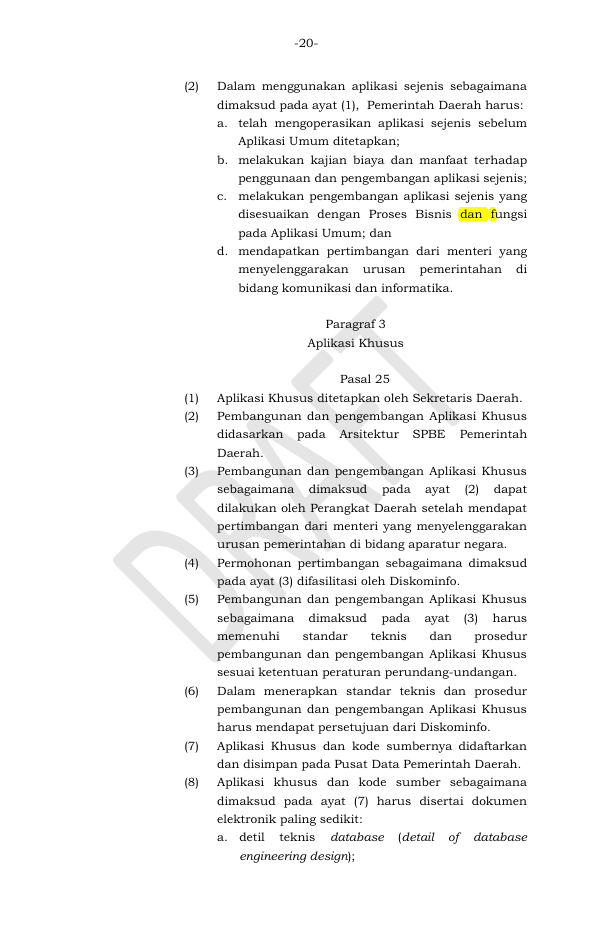 -20-
(2) Dalam menggunakan aplikasi sejenis sebagaimana
dimaksud pada ayat (1), Pemerintah Daerah harus:
a. telah mengoperasikan aplikasi sejenis sebelum
Aplikasi Umum ditetapkan;
b. melakukan kajian biaya dan manfaat terhadap
penggunaan dan pengembangan aplikasi sejenis;
c. melakukan pengembangan aplikasi sejenis yang
disesuaikan dengan Proses Bisnis dan fungsi
pada Aplikasi Umum; dan
d. mendapatkan pertimbangan dari menteri yang
menyelenggarakan urusan pemerintahan di
bidang komunikasi dan informatika.
Paragraf 3
Aplikasi Khusus
Pasal 25
(1) Aplikasi Khusus ditetapkan oleh Sekretaris Daerah.
(2) Pembangunan dan pengembangan Aplikasi Khusus
didasarkan pada Arsitektur SPBE Pemerintah
Daerah.
(3) Pembangunan dan pengembangan Aplikasi Khusus
sebagaimana dimaksud pada ayat (2) dapat
dilakukan oleh Perangkat Daerah setelah mendapat
pertimbangan dari menteri yang menyelenggarakan
urusan pemerintahan di bidang aparatur negara.
(4) Permohonan pertimbangan sebagaimana dimaksud
pada ayat (3) difasilitasi oleh Diskominfo.
(5) Pembangunan dan pengembangan Aplikasi Khusus
sebagaimana dimaksud pada ayat (3) harus
memenuhi standar teknis dan prosedur
pembangunan dan pengembangan Aplikasi Khusus
sesuai ketentuan peraturan perundang-undangan.
(6) Dalam menerapkan standar teknis dan prosedur
pembangunan dan pengembangan Aplikasi Khusus
harus mendapat persetujuan dari Diskominfo.
(7) Aplikasi Khusus dan kode sumbernya didaftarkan
dan disimpan pada Pusat Data Pemerintah Daerah.
(8) Aplikasi khusus dan kode sumber sebagaimana
dimaksud pada ayat (7) harus disertai dokumen
elektronik paling sedikit:
a. detil teknis database (detail of database
engineering design);
DRAFT